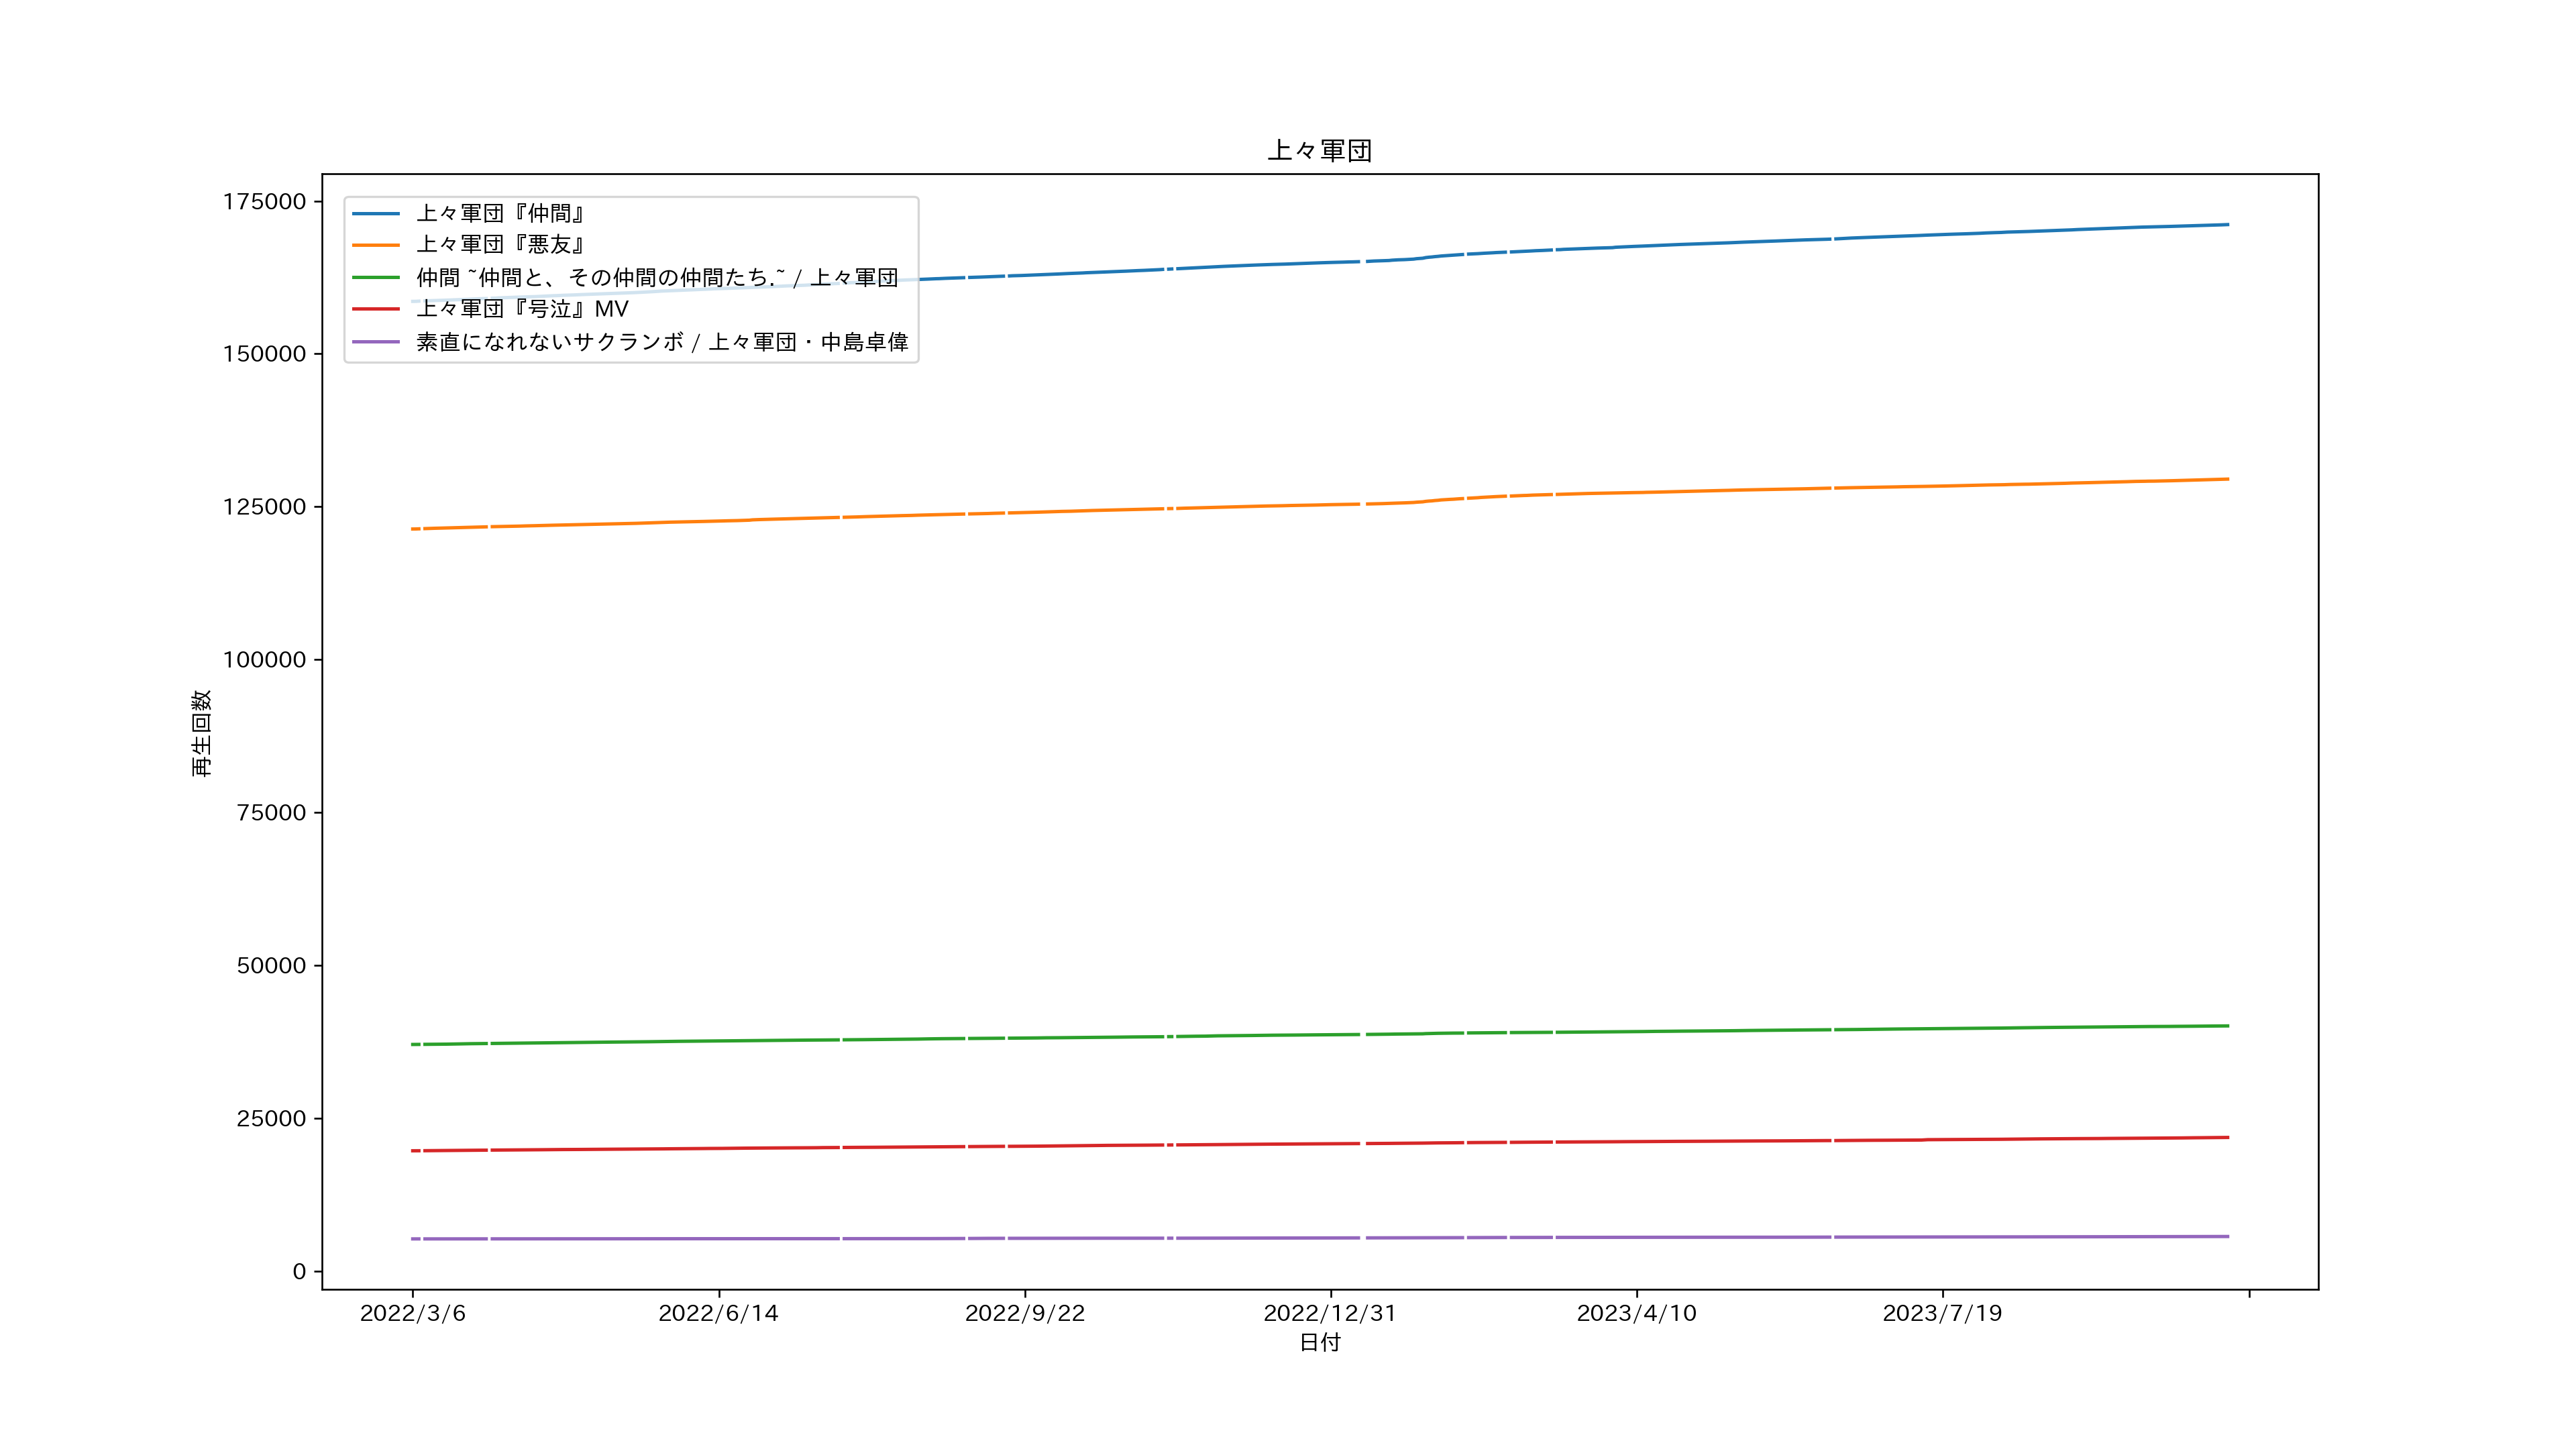 上々軍団
175000
150000
125000
100000
75000
50000
25000
0
再生回数
上々軍団『仲間』
上々軍団『悪友』
仲間 ~仲間と、その仲間の仲間たち.~ / 上々軍団
上々軍団『号泣』MV
素直になれないサクランボ / 上々軍団・中島卓偉
2022/3/6
2022/6/14
2022/9/22
2022/12/31
2023/4/10
2023/7/19
日付